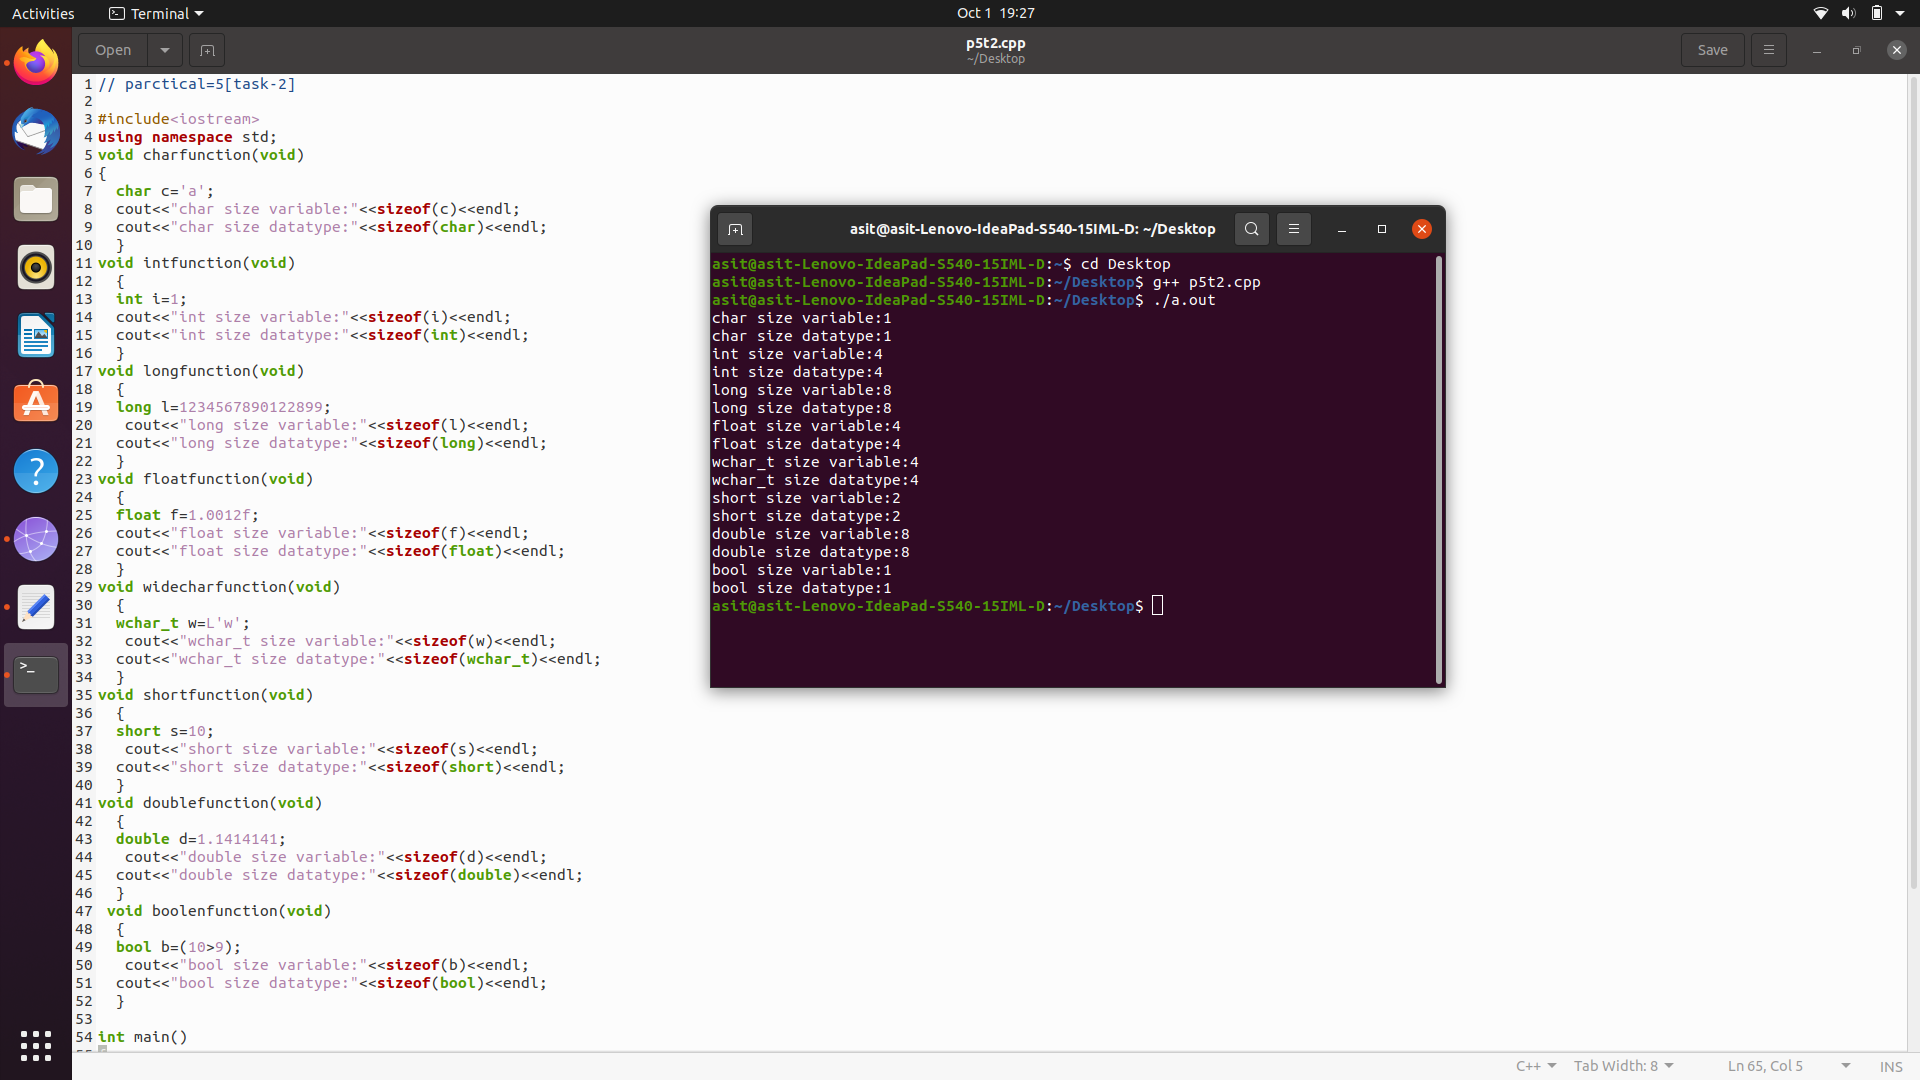 Activities Terminal Oct 1 19:27
Open p5t2.cpp Save
~/Desktop
1 // parctical=5[task-2]
2
3 #include<iostream>
4 using namespace std;
5 void charfunction(void)
6 {
7 char c='a';
8 cout<<"char size variable:"<<sizeof(c)<<endl;
9 cout<<"char size datatype:"<<sizeof(char)<<endl;
10 }
11 void intfunction(void)
12 {
13 int i=1;
14 cout<<"int size variable:"<<sizeof(i)<<endl;
15 cout<<"int size datatype:"<<sizeof(int)<<endl;
16 }
17 void longfunction(void)
18 {
19 long l=1234567890122899;
20 cout<<"long size variable:"<<sizeof(l)<<endl;
21 cout<<"long size datatype:"<<sizeof(long)<<endl;
22 }
23 void floatfunction(void)
24 {
25 float f=1.0012f;
26 cout<<"float size variable:"<<sizeof(f)<<endl;
27 cout<<"float size datatype:"<<sizeof(float)<<endl;
28 }
29 void widecharfunction(void)
30 {
31 wchar_t w=L'w';
32 cout<<"wchar_t size variable:"<<sizeof(w)<<endl;
33 cout<<"wchar_t size datatype:"<<sizeof(wchar_t)<<endl;
34 }
35 void shortfunction(void)
36 {
37 short s=10;
38 cout<<"short size variable:"<<sizeof(s)<<endl;
39 cout<<"short size datatype:"<<sizeof(short)<<endl;
40 }
41 void doublefunction(void)
42 {
43 double d=1.1414141;
44 cout<<"double size variable:"<<sizeof(d)<<endl;
45 cout<<"double size datatype:"<<sizeof(double)<<endl;
46 }
47 void boolenfunction(void)
48 {
49 bool b=(10>9);
50 cout<<"bool size variable:"<<sizeof(b)<<endl;
51 cout<<"bool size datatype:"<<sizeof(bool)<<endl;
52 }
53
54 int main()
asit@asit-Lenovo-IdeaPad-S540-15IML-D: ~/Desktop
asit@asit-Lenovo-IdeaPad-S540-15IML-D:~$ cd Desktop
asit@asit-Lenovo-IdeaPad-S540-15IML-D:~/Desktop$ g++ p5t2.cpp
asit@asit-Lenovo-IdeaPad-S540-15IML-D:~/Desktop$ ./a.out
char size variable:1
char size datatype:1
int size variable:4
int size datatype:4
long size variable:8
long size datatype:8
float size variable:4
float size datatype:4
wchar_t size variable:4
wchar_t size datatype:4
short size variable:2
short size datatype:2
double size variable:8
double size datatype:8
bool size variable:1
bool size datatype:1
asit@asit-Lenovo-IdeaPad-S540-15IML-D:~/Desktop$
C++ Tab Width: 8 Ln 65, Col 5 INS